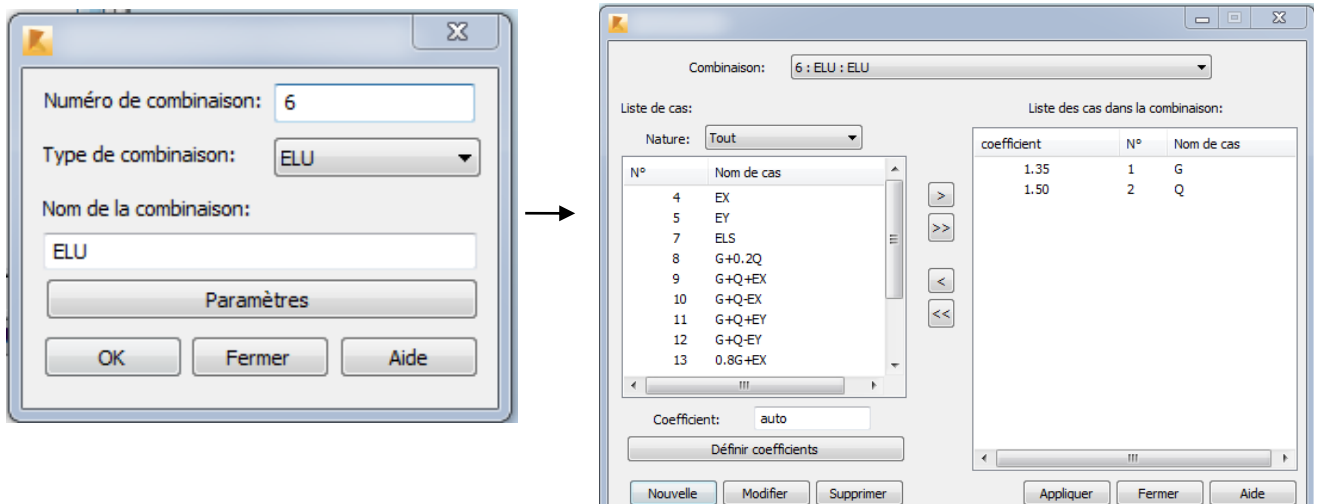 Numéro de combinaison: 6
Type de combinaison: ELU
Nom de la combinaison:
ELU
Paramètres
OK Fermer Aide
Combinaison: 6 : ELU : ELU
Liste de cas:
Nature: Tout
N° Nom de cas
4 EX
5 EY
7 ELS
8 G+0.2Q
9 G+Q+EX
10 G+Q-EX
11 G+Q+EY
12 G+Q-EY
13 0.8G+EX
Coefficient: auto
Définir coefficients
Nouvelle Modifier Supprimer
>
>>
<
<<
Liste des cas dans la combinaison:
coefficient N° Nom de cas
1.35 1 G
1.50 2 Q
Appliquer Fermer Aide